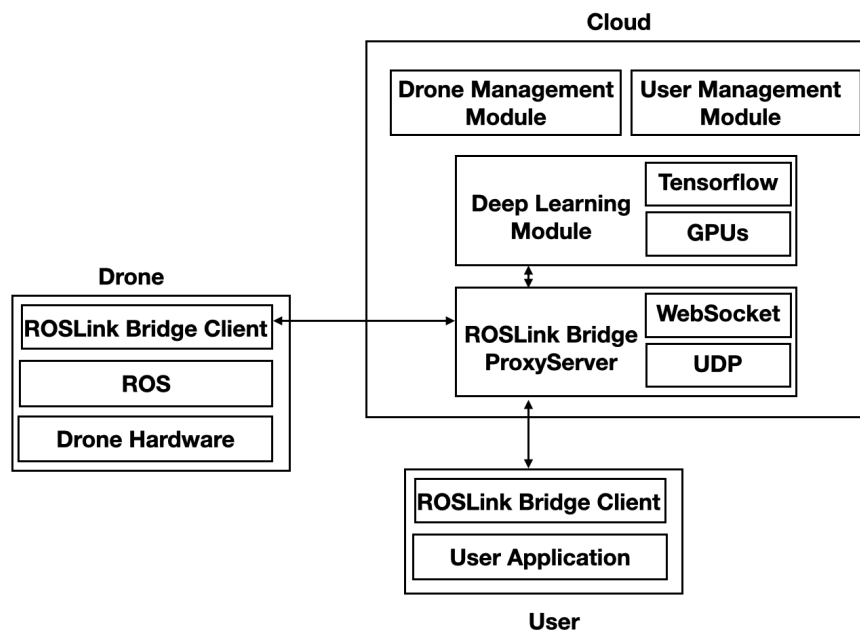 Cloud
Drone Management
Module
User Management
Module
Deep Learning
Module
Tensorflow
GPUs
Drone
ROSLink Bridge Client
ROS
Drone Hardware
ROSLink Bridge
ProxyServer
WebSocket
UDP
ROSLink Bridge Client
User Application
User